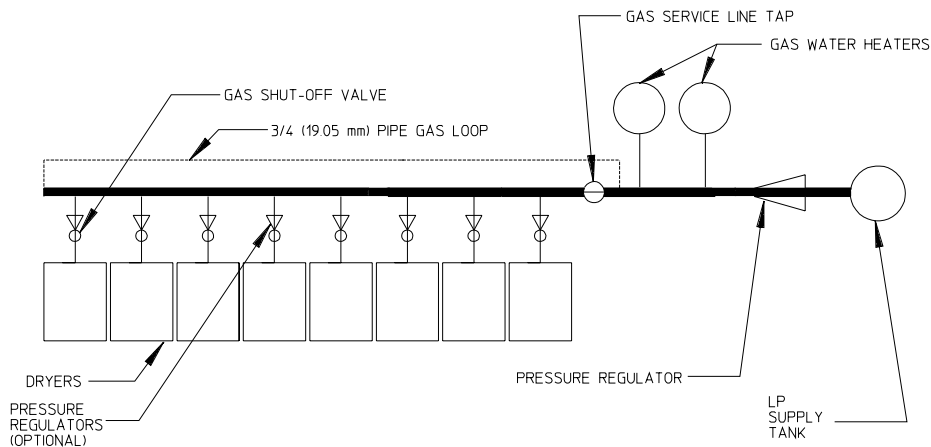 GAS SERVICE LINE TAP
GAS WATER HEATERS
GAS SHUT-OFF VALVE
3/4 (19.05 mm) PIPE GAS LOOP
DRYERS
PRESSURE
REGULATORS
(OPTIONAL)
PRESSURE REGULATOR
LP
SUPPLY
TANK